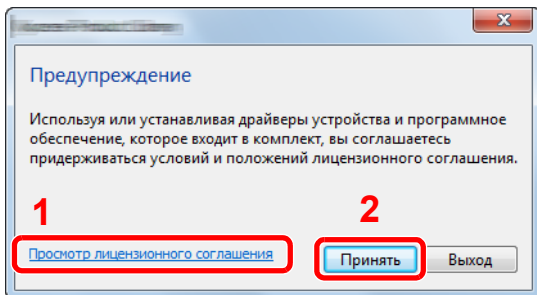 Предупреждение
Используя или устанавливая драйверы устройства и программное
обеспечение, которое входит в комплект, вы соглашаетесь
придерживаться условий и положений лицензионного соглашения.
1
2
Просмотр лицензионного соглашения
Принять
Выход